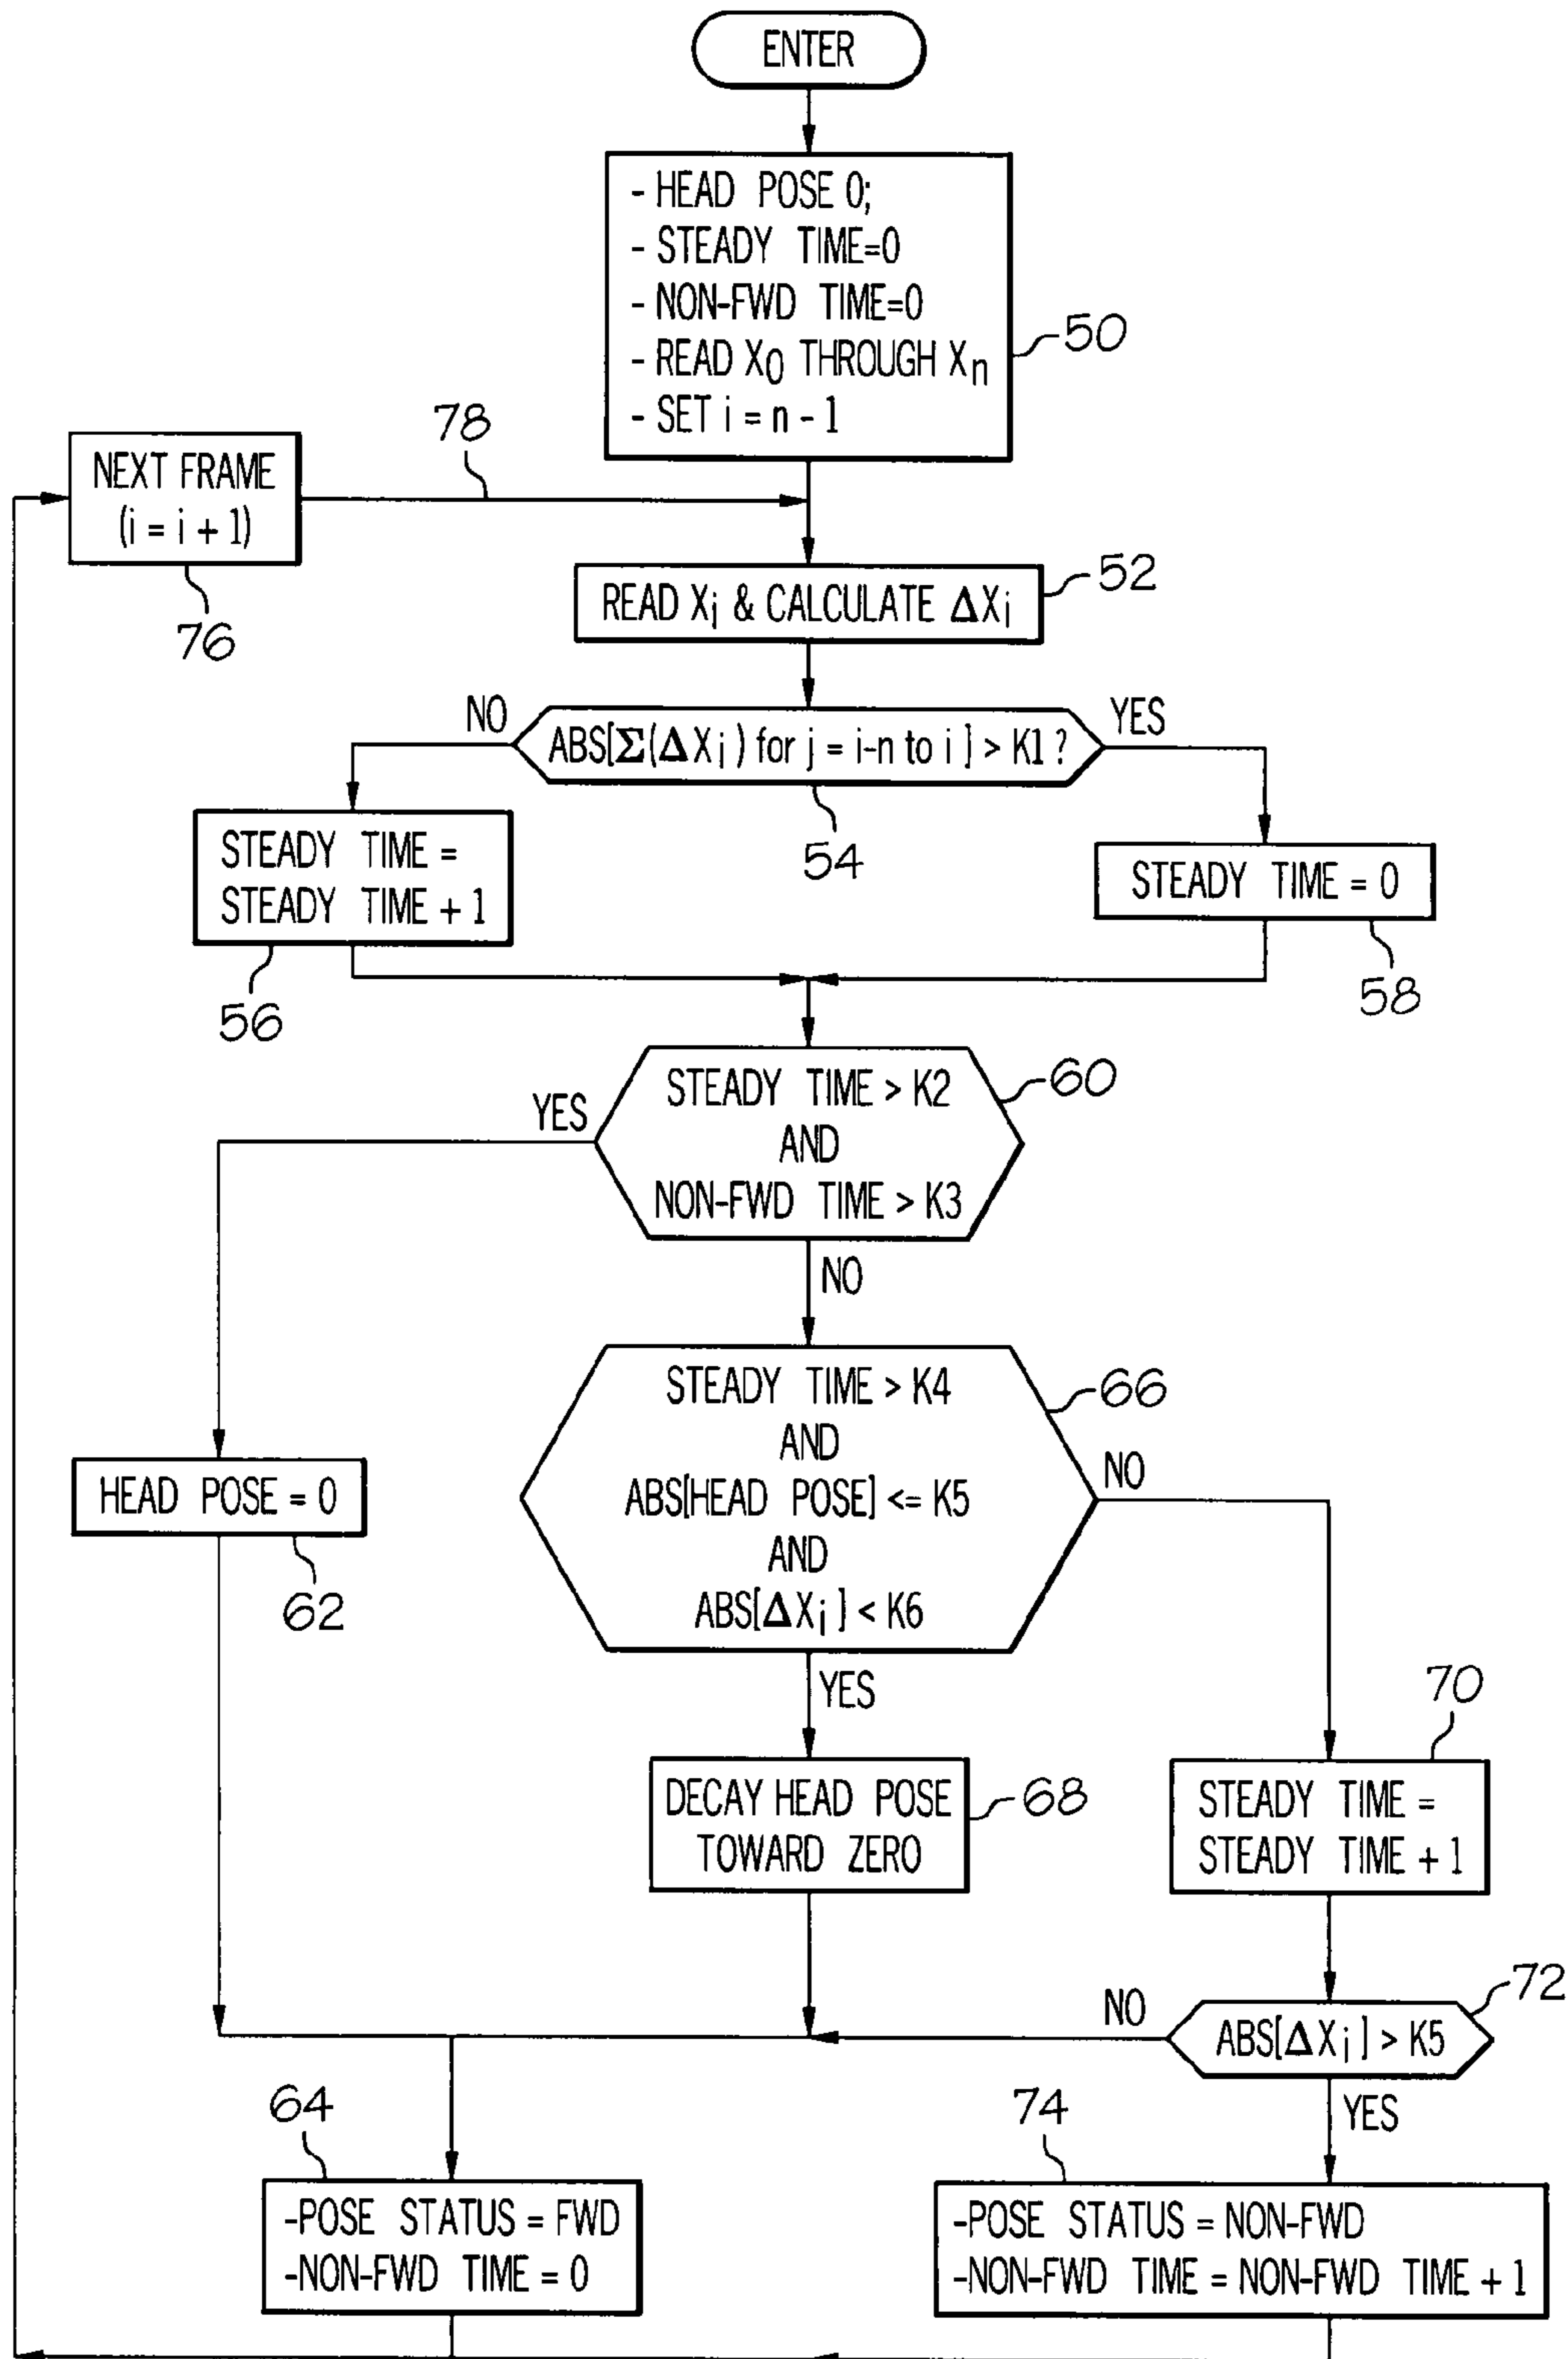 ENTER
- HEAD POSE 0;
- STEADY TIME=0
- NON-FWD TIME=0
- READ X0 THROUGH Xn
- SET i = n - 1
50
78
NEXT FRAME
(i = i + 1)
76
READ Xj & CALCULATE ΔXi
52
NO
ABS[Σ(ΔXj) for j = i-n to i] > K1?
YES
54
STEADY TIME =
STEADY TIME + 1
56
STEADY TIME = 0
58
STEADY TIME > K2
AND
NON-FWD TIME > K3
60
YES
NO
STEADY TIME > K4
AND
ABS[HEAD POSE] <= K5
AND
ABS[ΔXi] < K6
66
NO
HEAD POSE = 0
62
YES
DECAY HEAD POSE
TOWARD ZERO
68
70
STEADY TIME =
STEADY TIME + 1
NO
ABS[ΔXi] > K5
72
YES
64
-POSE STATUS = FWD
-NON-FWD TIME = 0
74
-POSE STATUS = NON-FWD
-NON-FWD TIME = NON-FWD TIME + 1